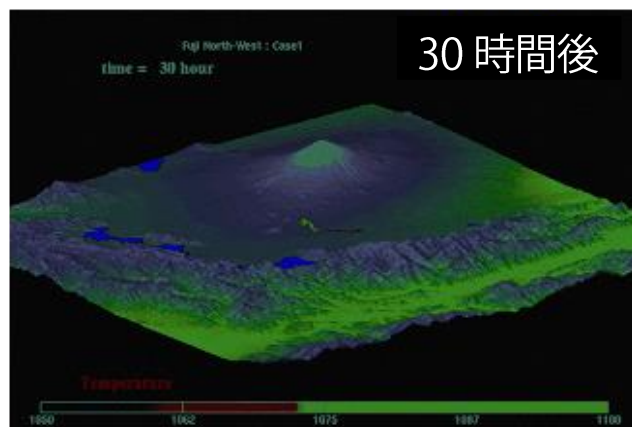 Fuji North-West : Case1
30 時間後
time = 30 hour
Temperature
1050 1062 1075 1087 1100